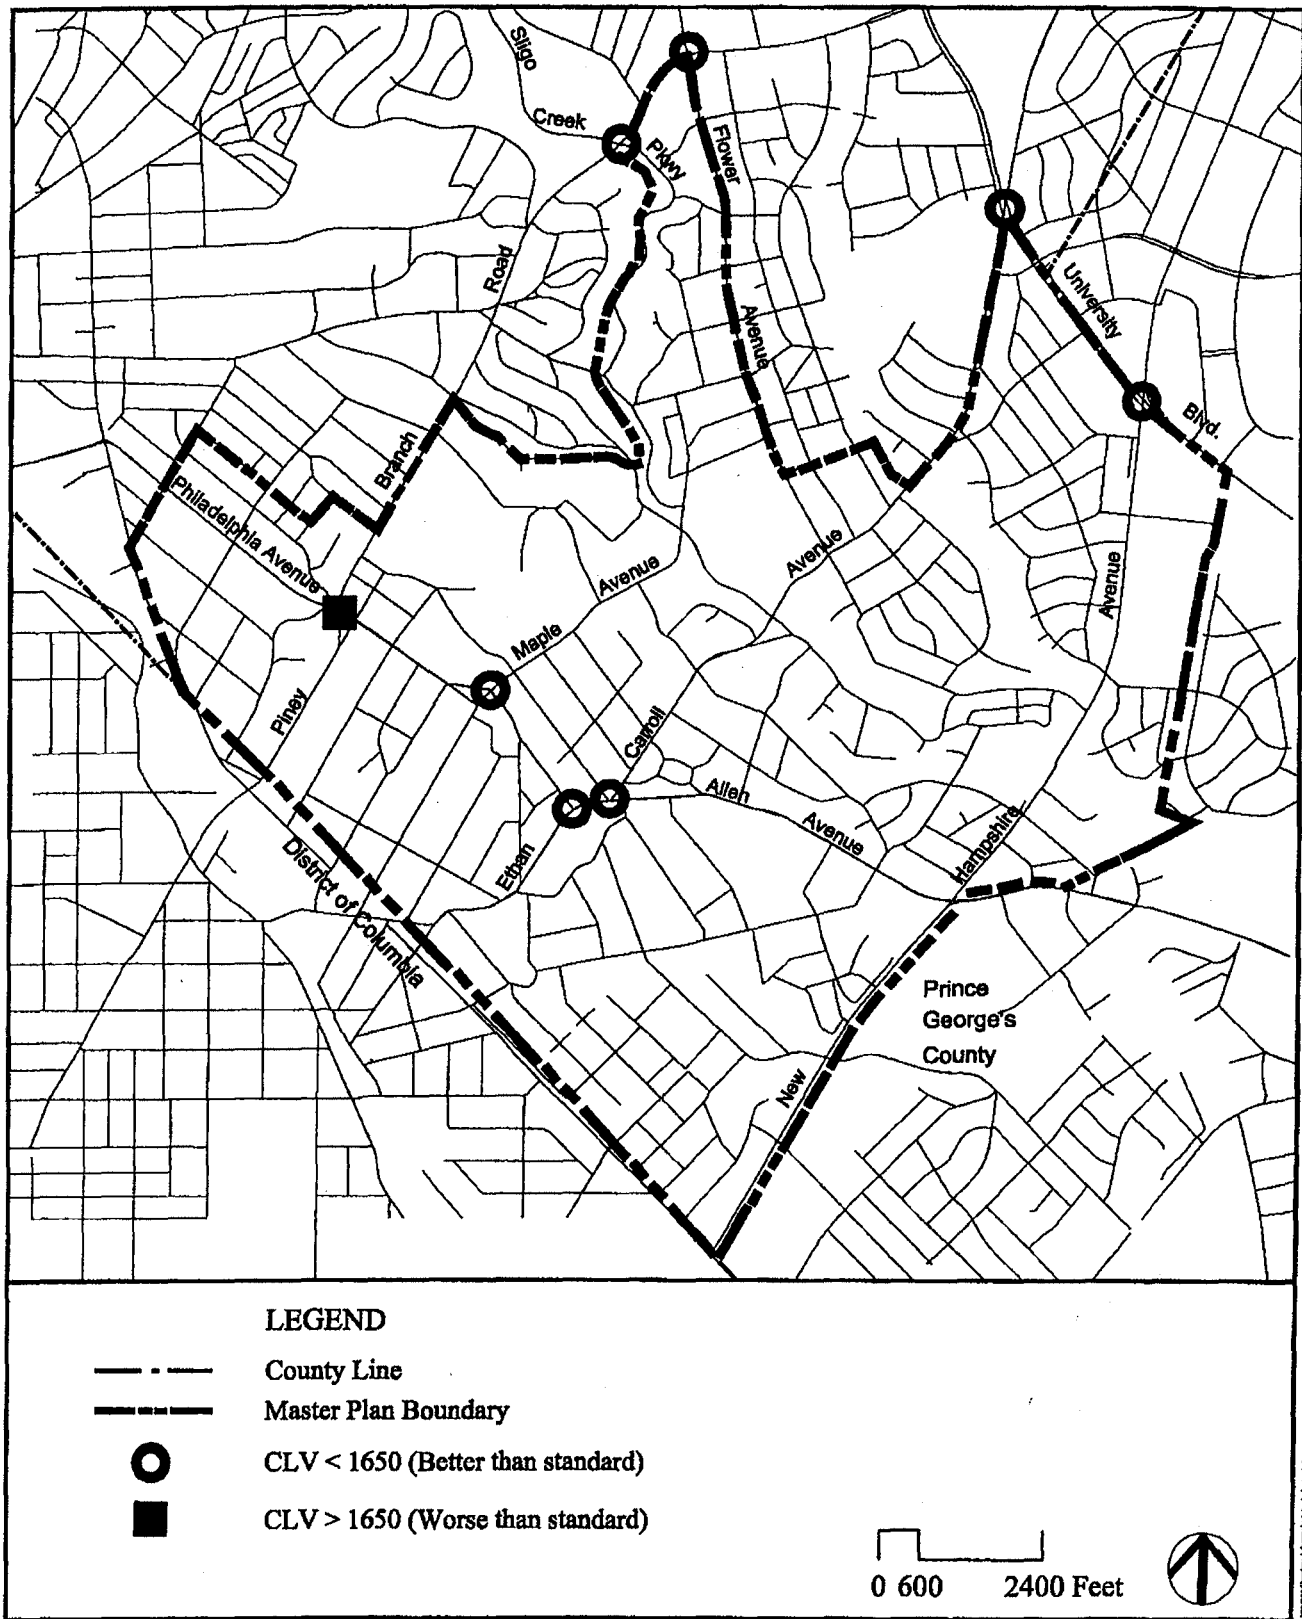 Sligo
Creek
Pkwy
Flower
Road
University
Avenue
Blvd.
Branch
Philadelphia Avenue
Avenue
Avenue
Avenue
Maple
Piney
Carroll
Allen
Avenue
Hampshire
Ethan
District of Columbia
Prince
George's
County
New
LEGEND
County Line
Master Plan Boundary
CLV < 1650 (Better than standard)
CLV > 1650 (Worse than standard)
0 600 2400 Feet